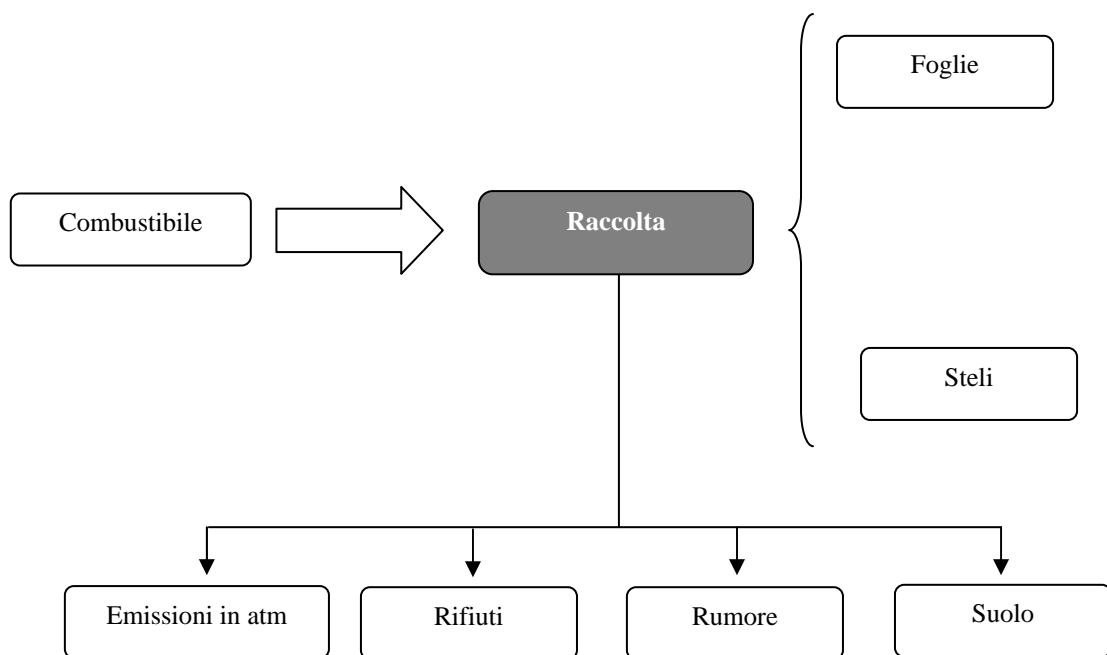 Foglie
Combustibile
Raccolta
Steli
Emissioni in atm
Rifiuti
Rumore
Suolo